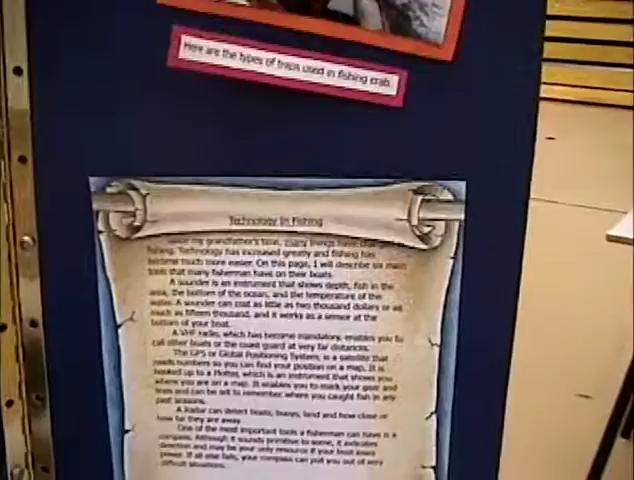 Here are the types of traps used in fishing crab.
Technology In Fishing
my grandfather's time, many things have
fishing. Technology has increased greatly and fishing has
become much more easier. On this page, I will describe six main
tools that many fisherman have on their boats.
A sounder is an instrument that shows depth, fish in the
area, the bottom of the ocean, and the temperature of the
water. A sounder can cost as little as two thousand dollars or as
much as fifteen thousand, and it works as a sensor at the
bottom of your boat.
A VHF radio, which has become mandatory, enables you to
call other boats or the coast guard at very far distances.
The GPS or Global Positioning System, is a satellite that
reads numbers so you can find your position on a map. It is
hooked up to a Plotter, which is an instrument that shows you
where you are on a map. It enables you to mark your gear and
lines and can be set to remember where you caught fish in any
past seasons.
A Radar can detect boats, buoys, land and how close or
how far they are away.
One of the most important tools a fisherman can have is a
compass. Although it sounds primitive to some, it indicates
direction and may be your only resource if your boat loses
power. If all else fails, your compass can pull you out of very
difficult situations.